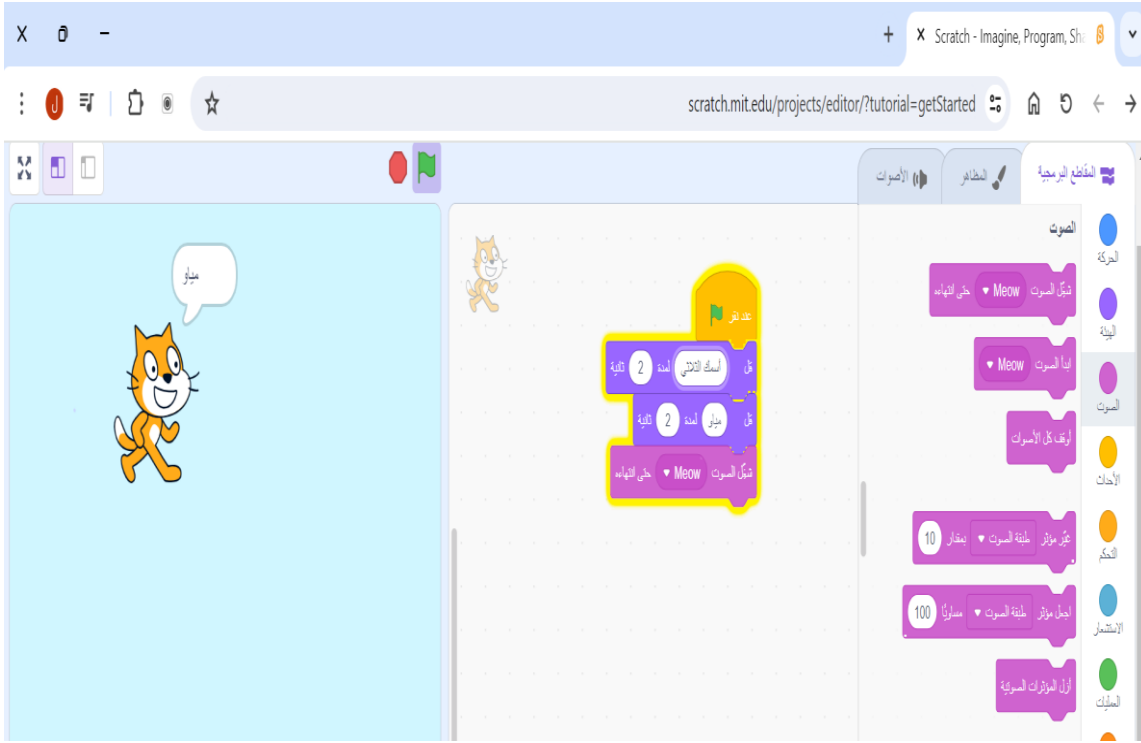 Scratch - Imagine, Program, Sha
scratch.mit.edu/projects/editor/?tutorial=getStarted
J
المقاطع البرمجية
المظاهر
الأصوات
الحركة
الهيئة
الصوت
الأحداث
التحكم
الاستشعار
العمليات
الصوت
شغّل الصوت Meow حتى انتهاءه
ابدأ الصوت Meow
أوقف كل الأصوات
غيّر مؤثر طبقة الصوت بمقدار 10
اجعل مؤثر طبقة الصوت مساويًا 100
أزل المؤثرات الصوتية
عند نقر
قل أسمك الثلاثي لمدة 2 ثانية
قل مياو لمدة 2 ثانية
شغّل الصوت Meow حتى انتهاءه
مياو